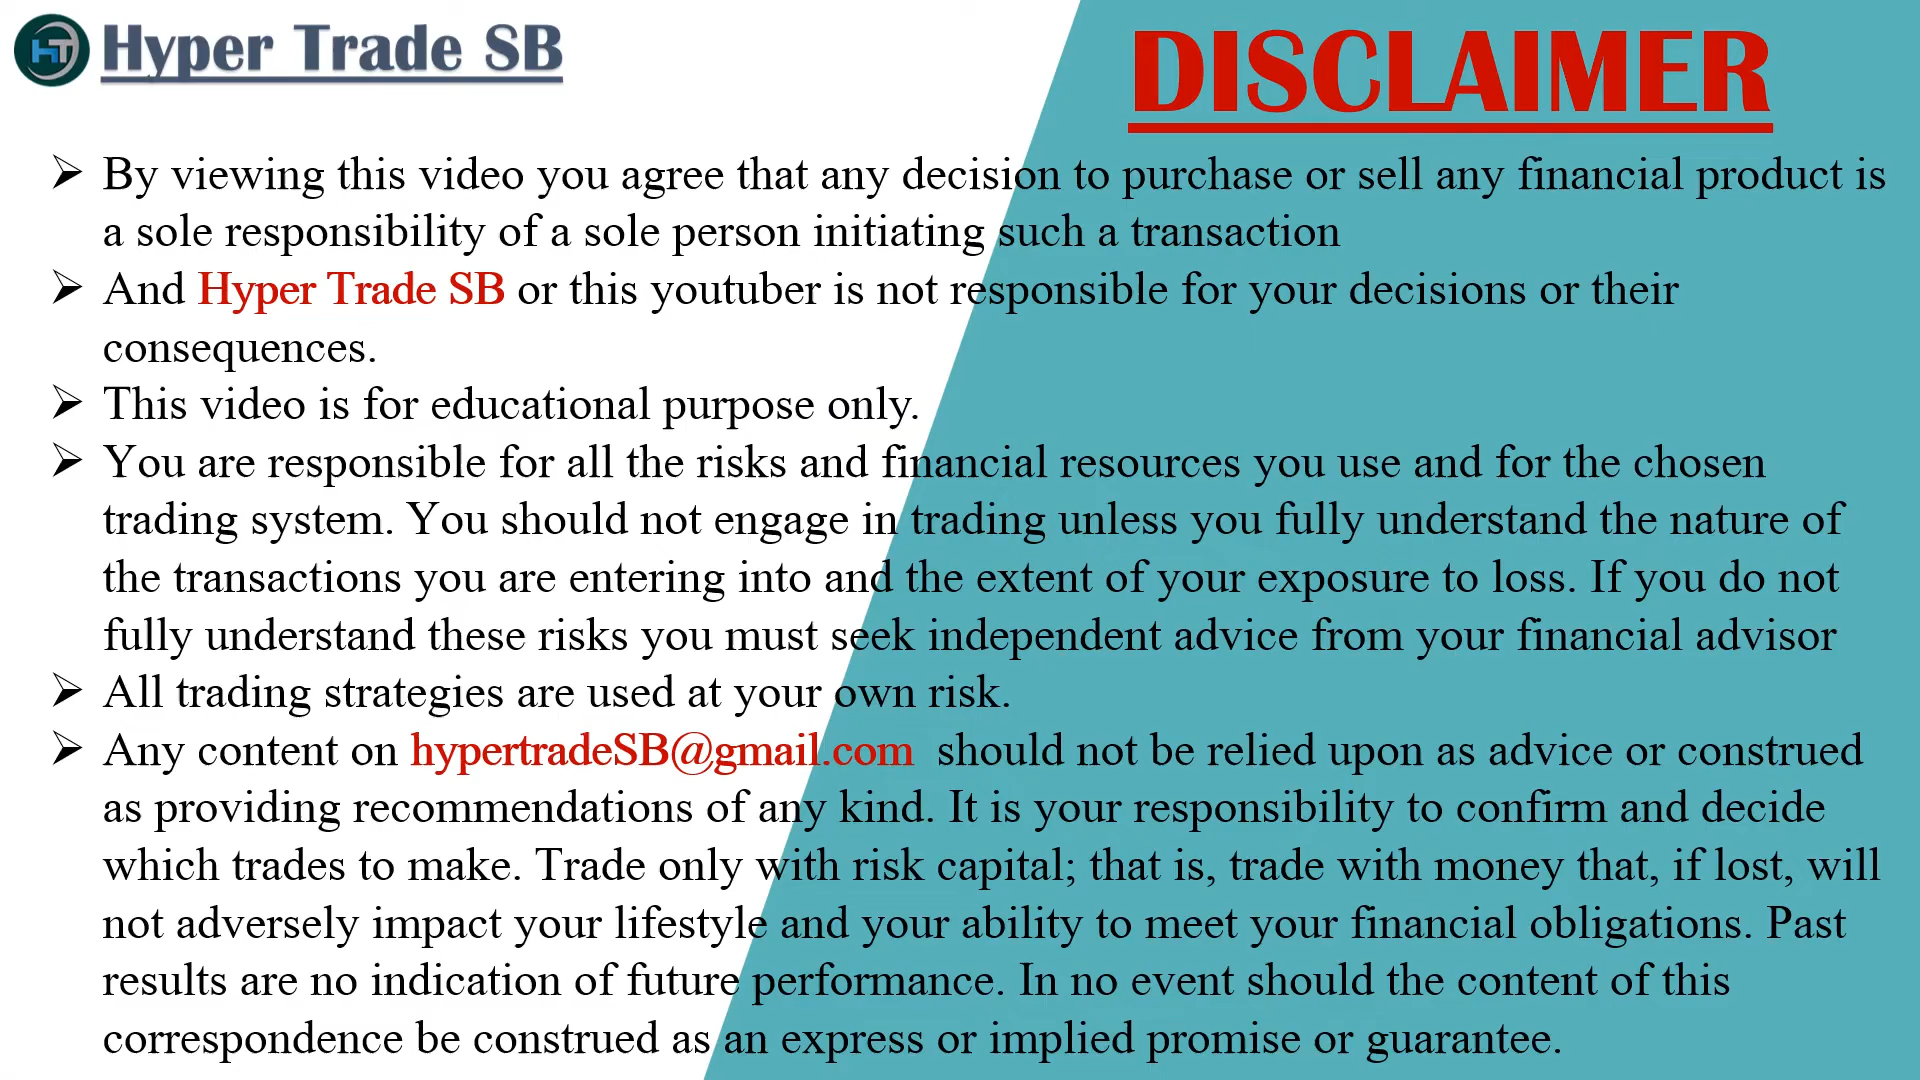 Hyper Trade SB
DISCLAIMER
➢ By viewing this video you agree that any decision to purchase or sell any financial product is
a sole responsibility of a sole person initiating such a transaction
➢ And Hyper Trade SB or this youtuber is not responsible for your decisions or their
consequences.
➢ This video is for educational purpose only.
➢ You are responsible for all the risks and financial resources you use and for the chosen
trading system. You should not engage in trading unless you fully understand the nature of
the transactions you are entering into and the extent of your exposure to loss. If you do not
fully understand these risks you must seek independent advice from your financial advisor
➢ All trading strategies are used at your own risk.
➢ Any content on hypertradeSB@gmail.com should not be relied upon as advice or construed
as providing recommendations of any kind. It is your responsibility to confirm and decide
which trades to make. Trade only with risk capital; that is, trade with money that, if lost, will
not adversely impact your lifestyle and your ability to meet your financial obligations. Past
results are no indication of future performance. In no event should the content of this
correspondence be construed as an express or implied promise or guarantee.